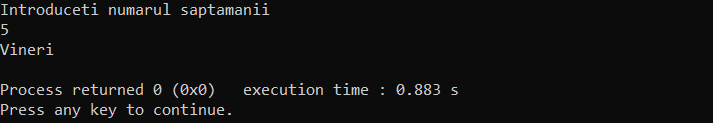 Introduceti numarul saptamanii
5
Vineri
Process returned 0 (0x0)   execution time : 0.883 s
Press any key to continue.